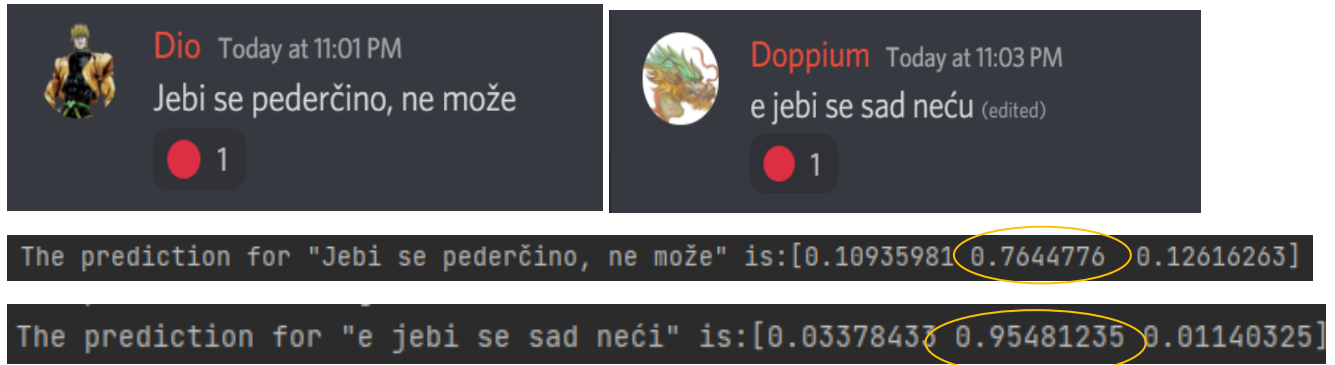 Dio Today at 11:01 PM
Jebi se pederčino, ne može
1
Doppium Today at 11:03 PM
e jebi se sad neću (edited)
1
The prediction for "Jebi se pederčino, ne može" is:[0.10935981 0.7644776 0.12616263]
The prediction for "e jebi se sad neći" is:[0.03378433 0.95481235 0.01140325]